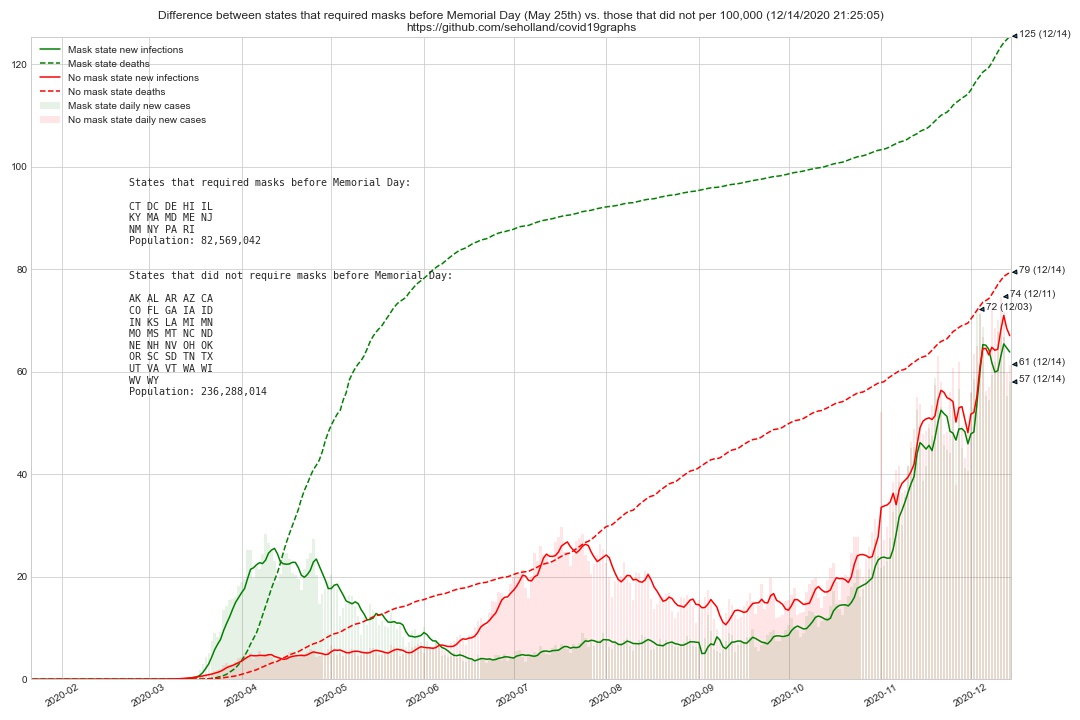 Difference between states that required masks before Memorial Day (May 25th) vs. those that did not per 100,000 (12/14/2020 21:25:05)
https://github.com/seholland/covid19graphs
Mask state new infections
Mask state deaths
No mask state new infections
No mask state deaths
Mask state daily new cases
No mask state daily new cases
States that required masks before Memorial Day:
CT DC DE HI IL
KY MA MD ME NJ
NM NY PA RI
Population: 82,569,042
States that did not require masks before Memorial Day:
AK AL AR AZ CA
CO FL GA IA ID
IN KS LA MI MN
MO MS MT NC ND
NE NH NV OH OK
OR SC SD TN TX
UT VA VT WA WI
WV WY
Population: 236,288,014
125 (12/14)
79 (12/14)
74 (12/11)
72 (12/03)
61 (12/14)
57 (12/14)
120
100
80
60
40
20
0
2020-02
2020-03
2020-04
2020-05
2020-06
2020-07
2020-08
2020-09
2020-10
2020-11
2020-12